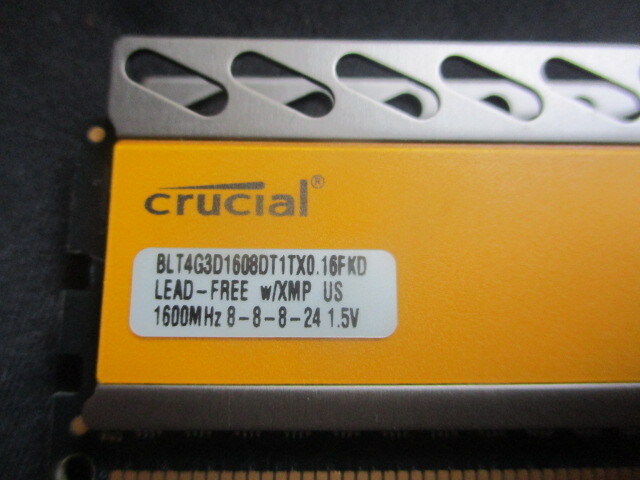 crucial®
BLT4G3D1608DT1TX0.16FKD
LEAD-FREE w/XMP US
1600MHz 8-8-8-24 1.5V